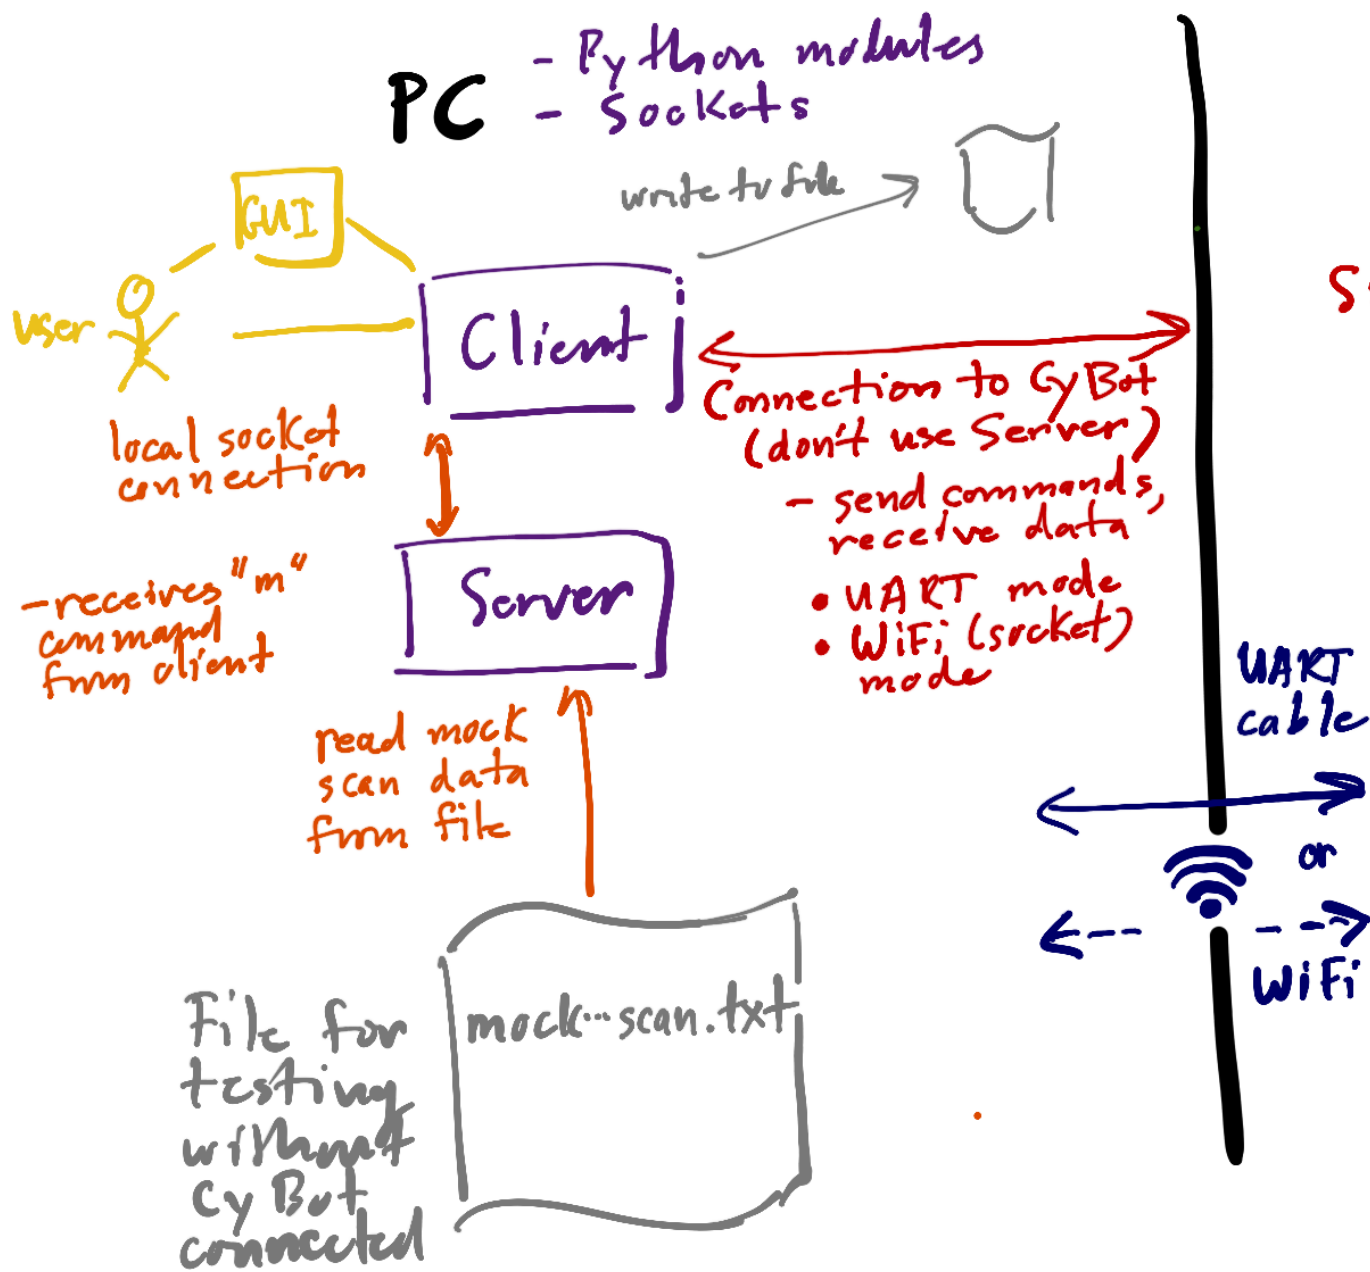 PC
- Python modules
- Sockets
write to file
GUI
user
Client
local socket
connection
Connection to CyBot
(don't use Server)
- send commands,
receive data
• UART mode
• WiFi (socket)
mode
Server
- receives "m"
command
from client
read mock
scan data
from file
UART
cable
or
WiFi
mock...scan.txt
File for
testing
without
CyBot
connected